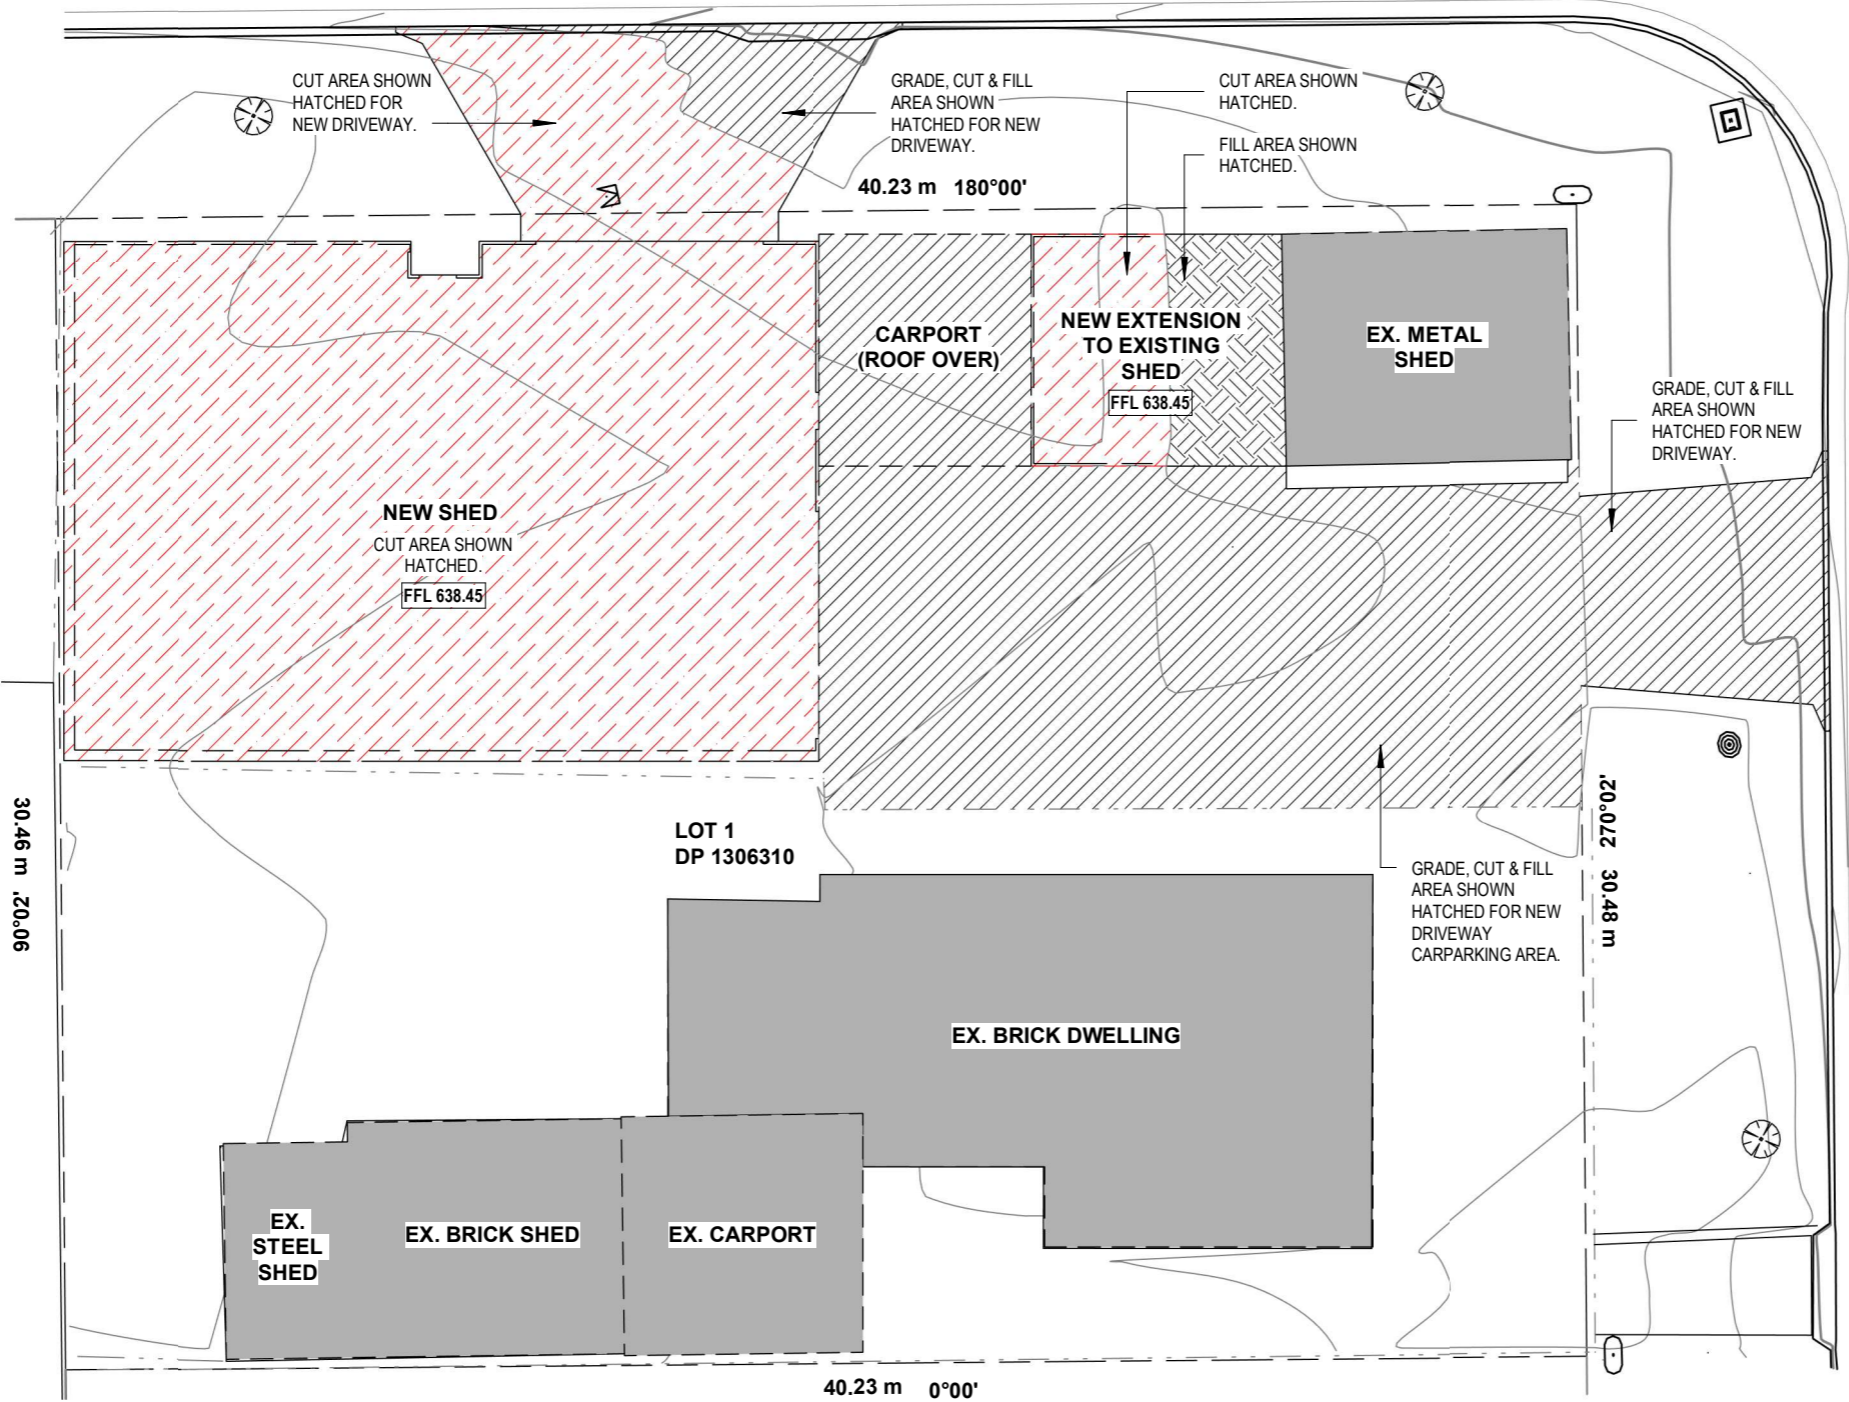 CUT AREA SHOWN
HATCHED FOR
NEW DRIVEWAY.
GRADE, CUT & FILL
AREA SHOWN
HATCHED FOR NEW
DRIVEWAY.
CUT AREA SHOWN
HATCHED.
FILL AREA SHOWN
HATCHED.
40.23 m 180°00'
CARPORT
(ROOF OVER)
NEW EXTENSION
TO EXISTING
SHED
FFL 638.45
EX. METAL
SHED
GRADE, CUT & FILL
AREA SHOWN
HATCHED FOR NEW
DRIVEWAY.
NEW SHED
CUT AREA SHOWN
HATCHED.
FFL 638.45
30.46 m 90°02'
LOT 1
DP 1306310
270°02' 30.48 m
GRADE, CUT & FILL
AREA SHOWN
HATCHED FOR NEW
DRIVEWAY
CARPARKING AREA.
EX. BRICK DWELLING
EX.
STEEL
SHED
EX. BRICK SHED
EX. CARPORT
40.23 m 0°00'